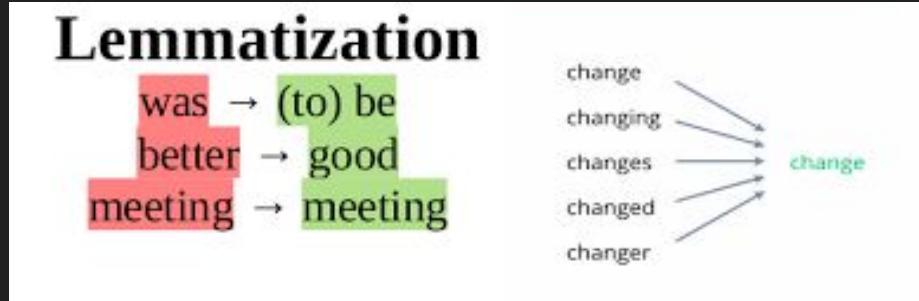 Lemmatization
was → (to) be
better → good
meeting → meeting
change
changing
changes
changed
changer
change